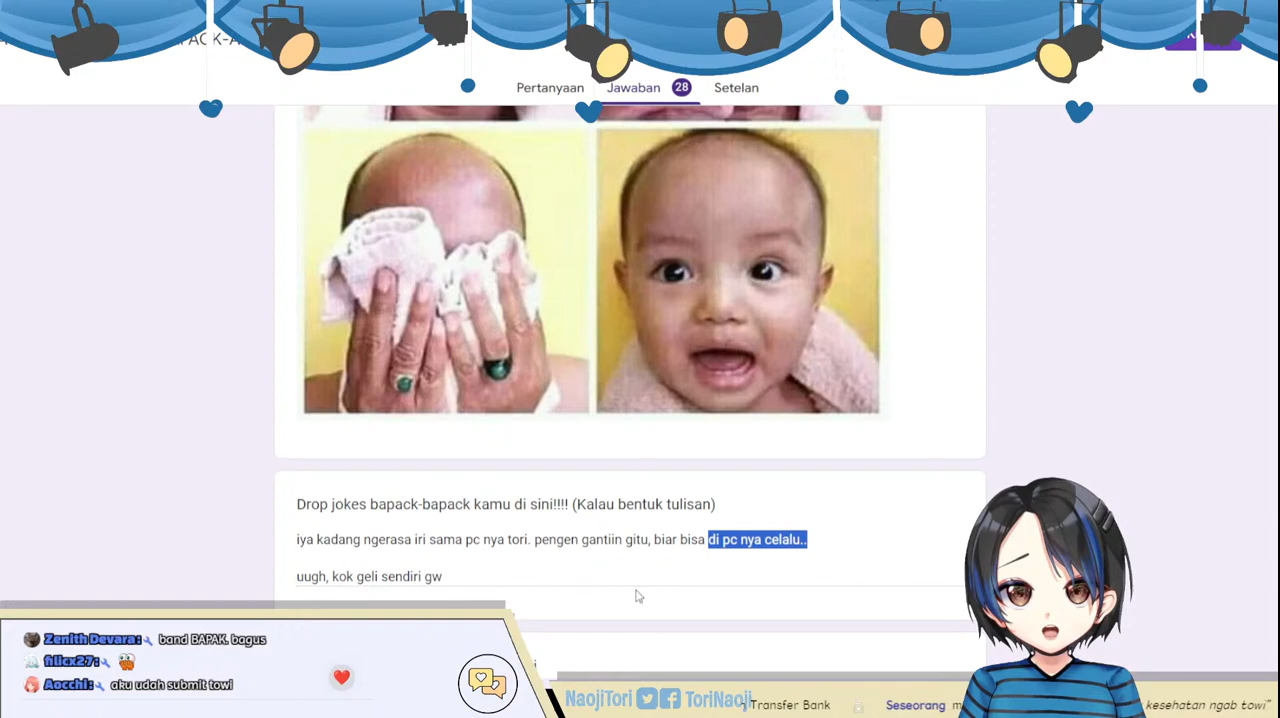 Pertanyaan
Jawaban 28
Setelan
Drop jokes bapack-bapack kamu di sini!!!! (Kalau bentuk tulisan)
iya kadang ngerasa iri sama pc nya tori. pengen gantiin gitu, biar bisa di pc nya celalu..
uugh, kok geli sendiri gw
Zenith Devara: band BAPAK. bagus
filicx27:
Aocchi: aku udah submit towi
NaojiTori
ToriNaoji
Transfer Bank
Seseorang
kesehatan ngab towi"